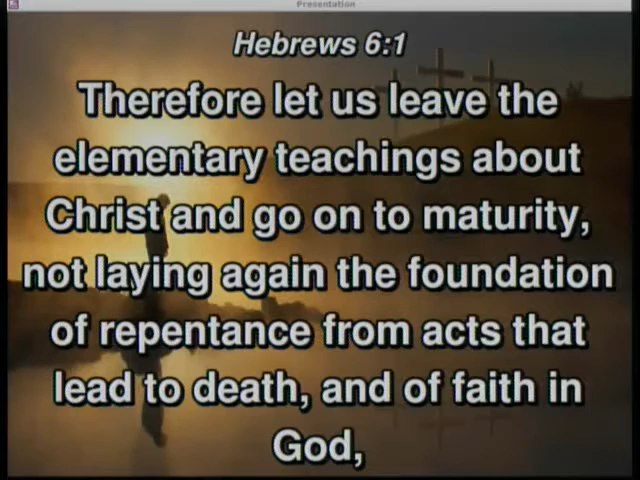 Presentation
Hebrews 6:1
Therefore let us leave the
elementary teachings about
Christ and go on to maturity,
not laying again the foundation
of repentance from acts that
lead to death, and of faith in
God,